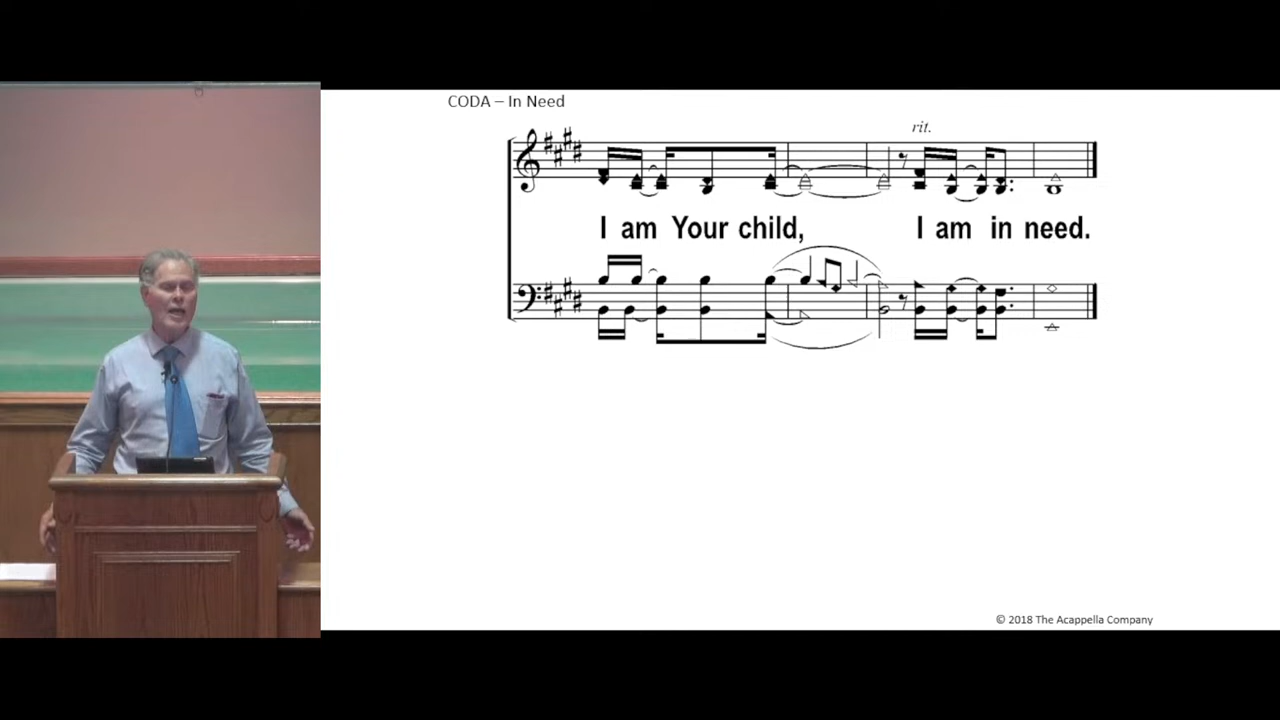 CODA – In Need
rit.
I am Your child, I am in need.
© 2018 The Acappella Company